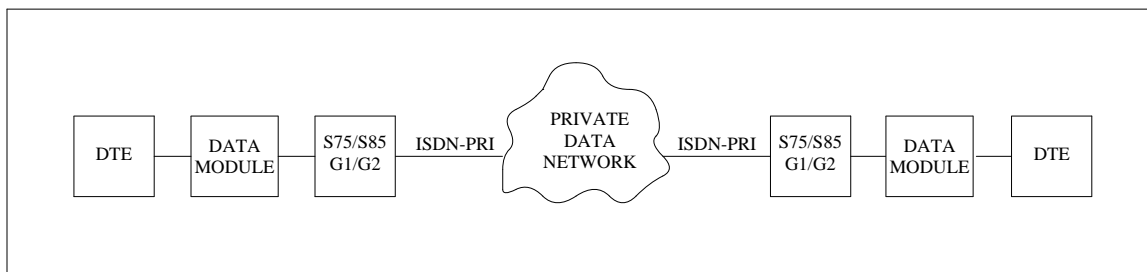 DTE
DATA
MODULE
S75/S85
G1/G2
ISDN-PRI
PRIVATE
DATA
NETWORK
ISDN-PRI
S75/S85
G1/G2
DATA
MODULE
DTE